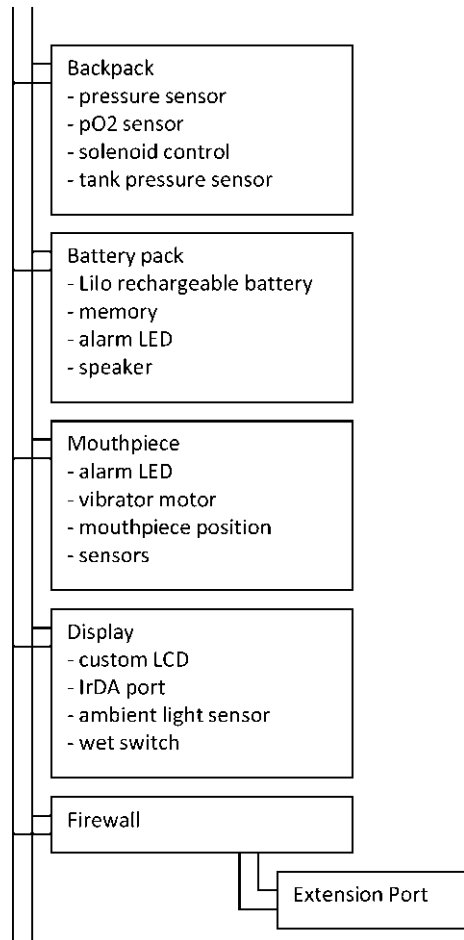 Backpack
- pressure sensor
- pO2 sensor
- solenoid control
- tank pressure sensor
Battery pack
- LiIo rechargeable battery
- memory
- alarm LED
- speaker
Mouthpiece
- alarm LED
- vibrator motor
- mouthpiece position
- sensors
Display
- custom LCD
- IrDA port
- ambient light sensor
- wet switch
Firewall
Extension Port